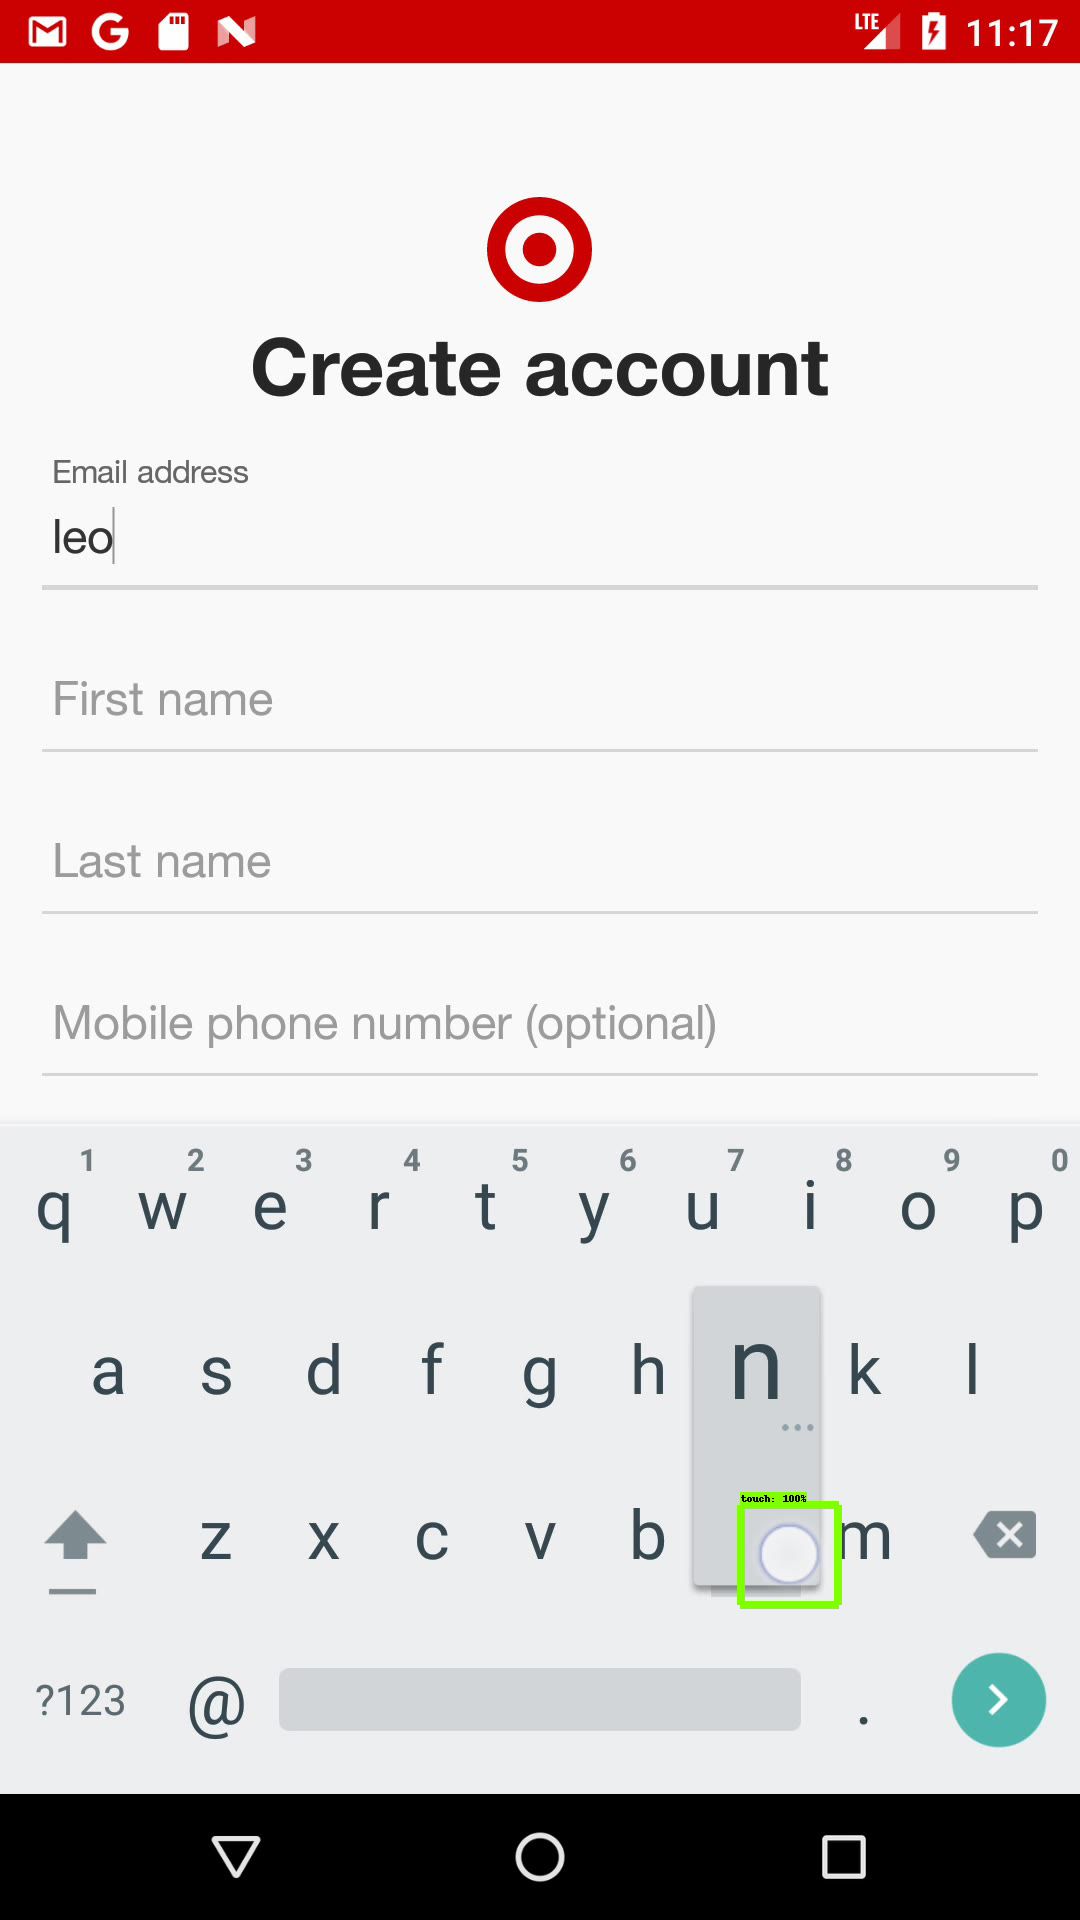 LTE 11:17
Create account
Email address
leo
First name
Last name
Mobile phone number (optional)
1 2 3 4 5 6 7 8 9 0
q w e r t y u i o p
a s d f g h n k l
touch: 100%
z x c v b m
?123 @ .